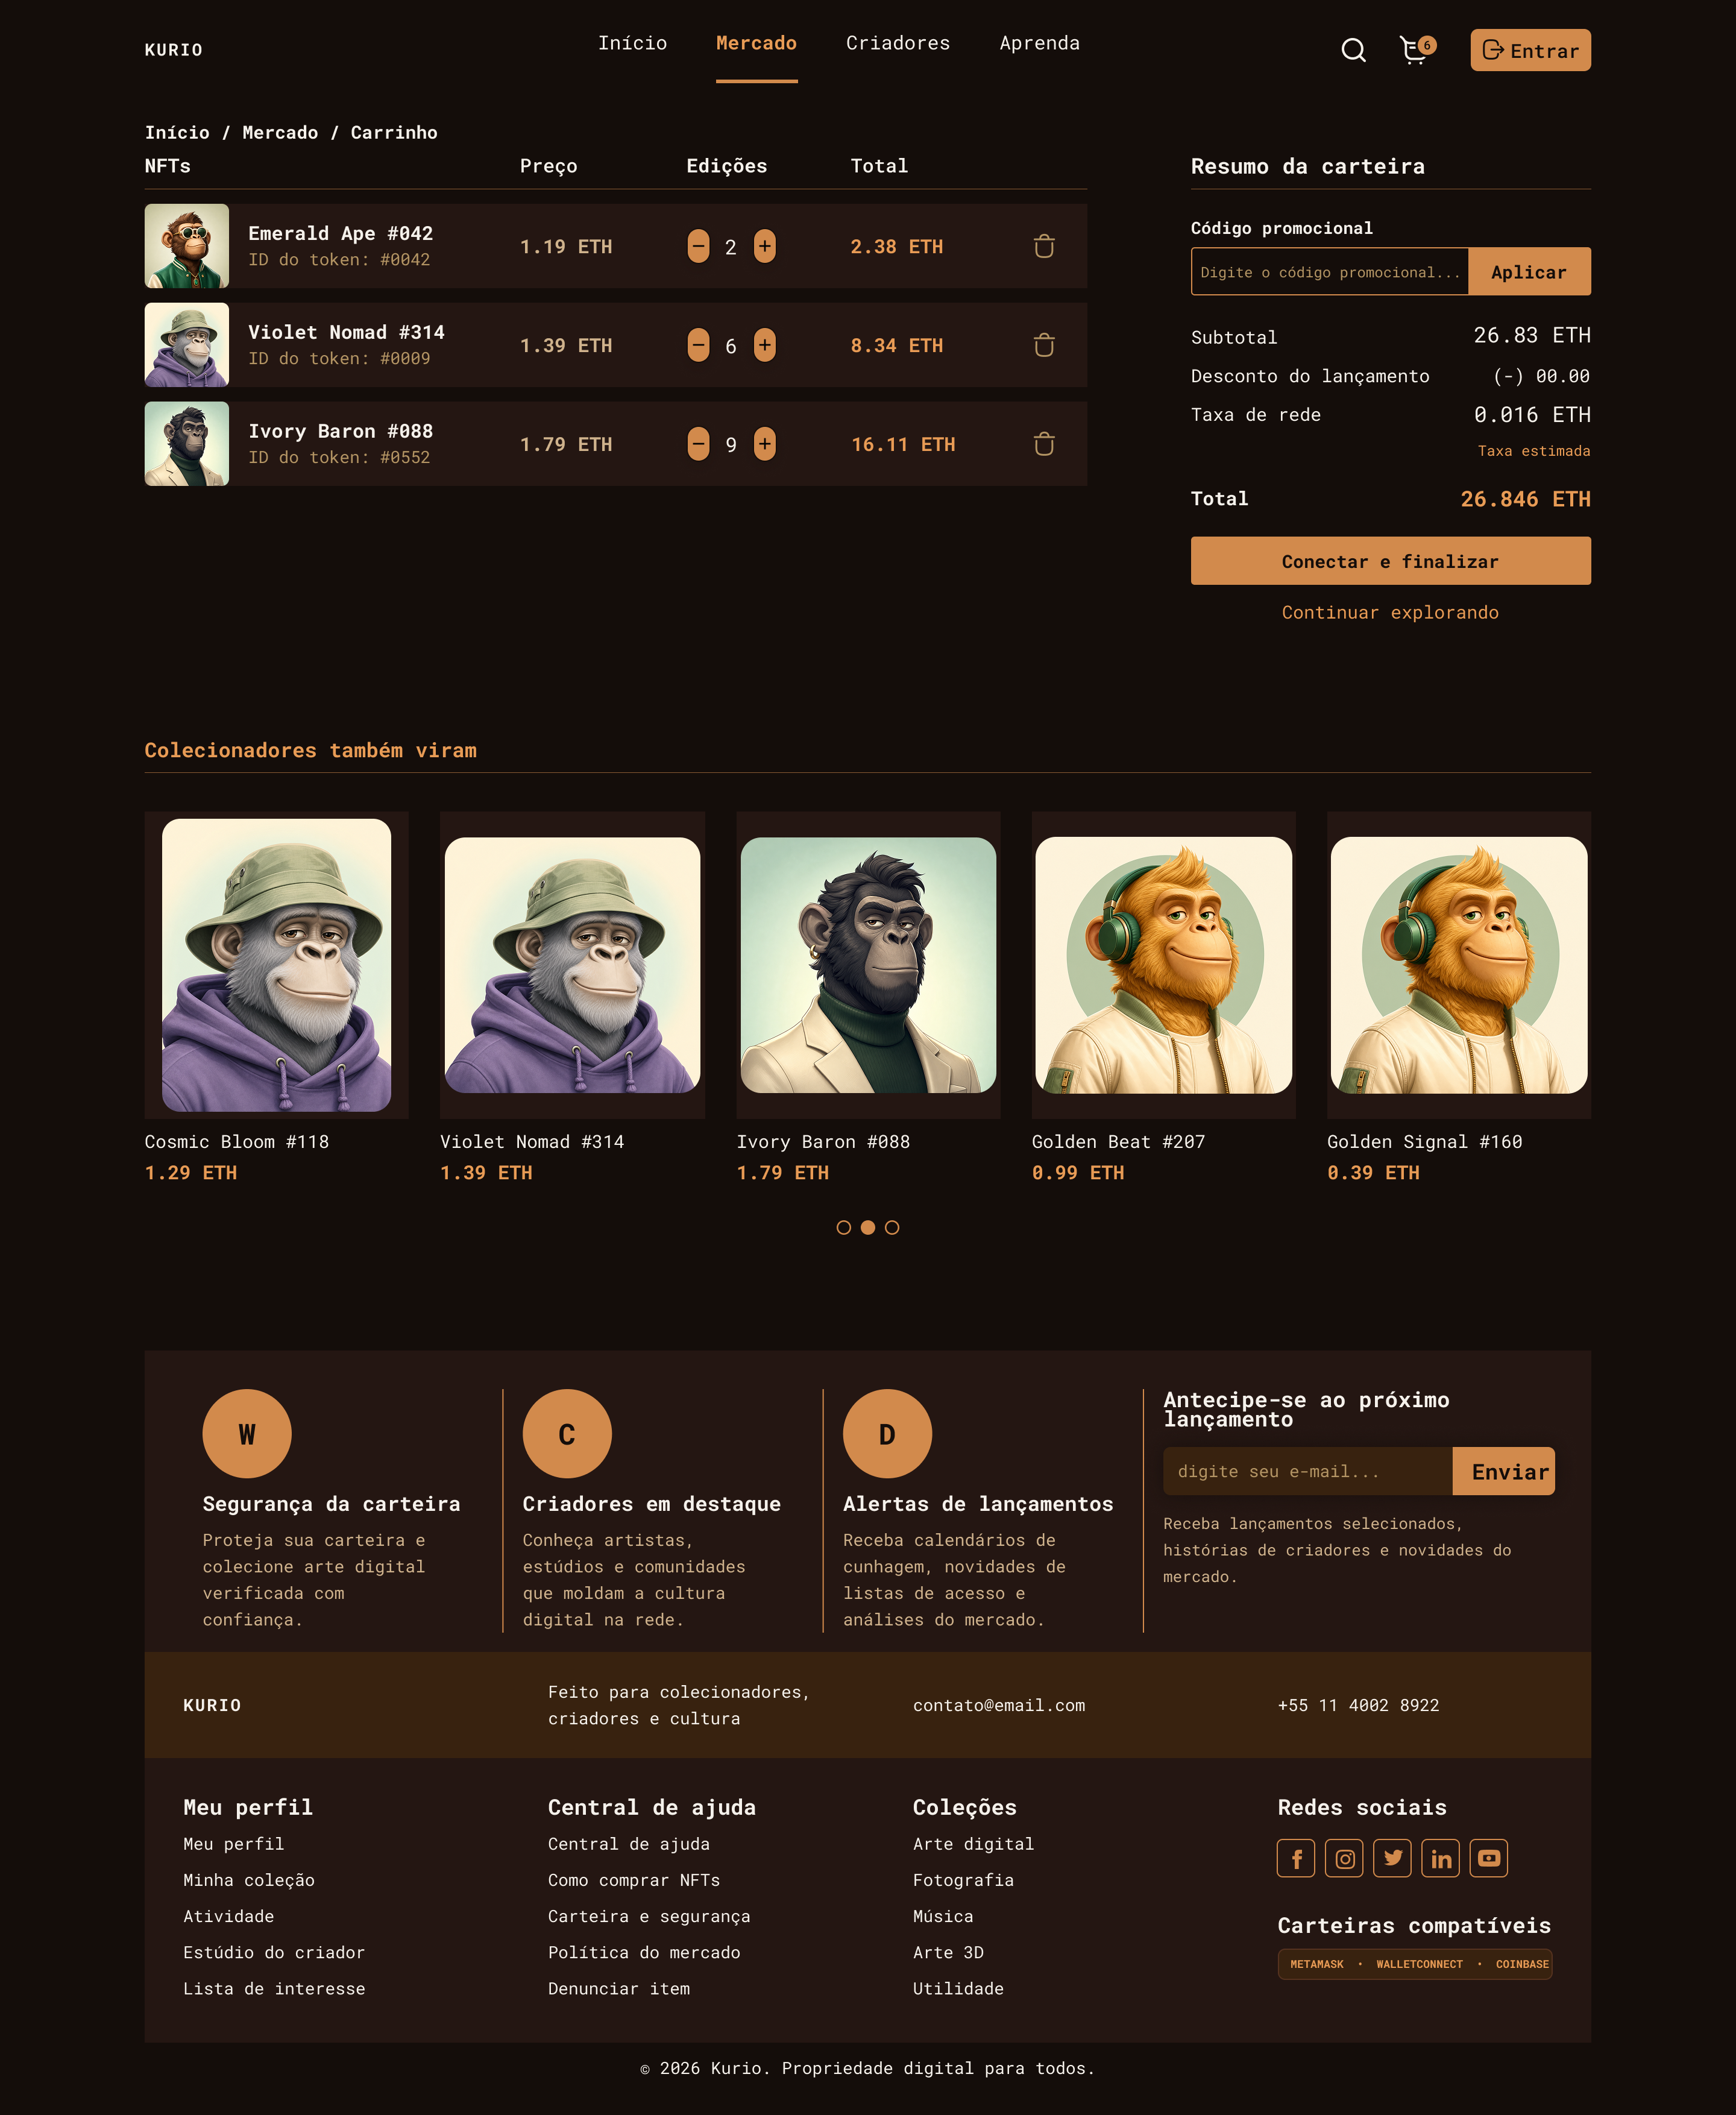 KURIO
Início
Mercado
Criadores
Aprenda
6
Entrar
Início / Mercado / Carrinho
NFTs
Preço
Edições
Total
Emerald Ape #042
ID do token: #0042
1.19 ETH
2
2.38 ETH
Violet Nomad #314
ID do token: #0009
1.39 ETH
6
8.34 ETH
Ivory Baron #088
ID do token: #0552
1.79 ETH
9
16.11 ETH
Resumo da carteira
Código promocional
Digite o código promocional...
Aplicar
Subtotal
26.83 ETH
Desconto do lançamento
(-) 00.00
Taxa de rede
0.016 ETH
Taxa estimada
Total
26.846 ETH
Conectar e finalizar
Continuar explorando
Colecionadores também viram
Cosmic Bloom #118
1.29 ETH
Violet Nomad #314
1.39 ETH
Ivory Baron #088
1.79 ETH
Golden Beat #207
0.99 ETH
Golden Signal #160
0.39 ETH
W
Segurança da carteira
Proteja sua carteira e
colecione arte digital
verificada com
confiança.
C
Criadores em destaque
Conheça artistas,
estúdios e comunidades
que moldam a cultura
digital na rede.
D
Alertas de lançamentos
Receba calendários de
cunhagem, novidades de
listas de acesso e
análises do mercado.
Antecipe-se ao próximo
lançamento
digite seu e-mail...
Enviar
Receba lançamentos selecionados,
histórias de criadores e novidades do
mercado.
KURIO
Feito para colecionadores,
criadores e cultura
contato@email.com
+55 11 4002 8922
Meu perfil
Meu perfil
Minha coleção
Atividade
Estúdio do criador
Lista de interesse
Central de ajuda
Central de ajuda
Como comprar NFTs
Carteira e segurança
Política do mercado
Denunciar item
Coleções
Arte digital
Fotografia
Música
Arte 3D
Utilidade
Redes sociais
Carteiras compatíveis
METAMASK • WALLETCONNECT • COINBASE
© 2026 Kurio. Propriedade digital para todos.